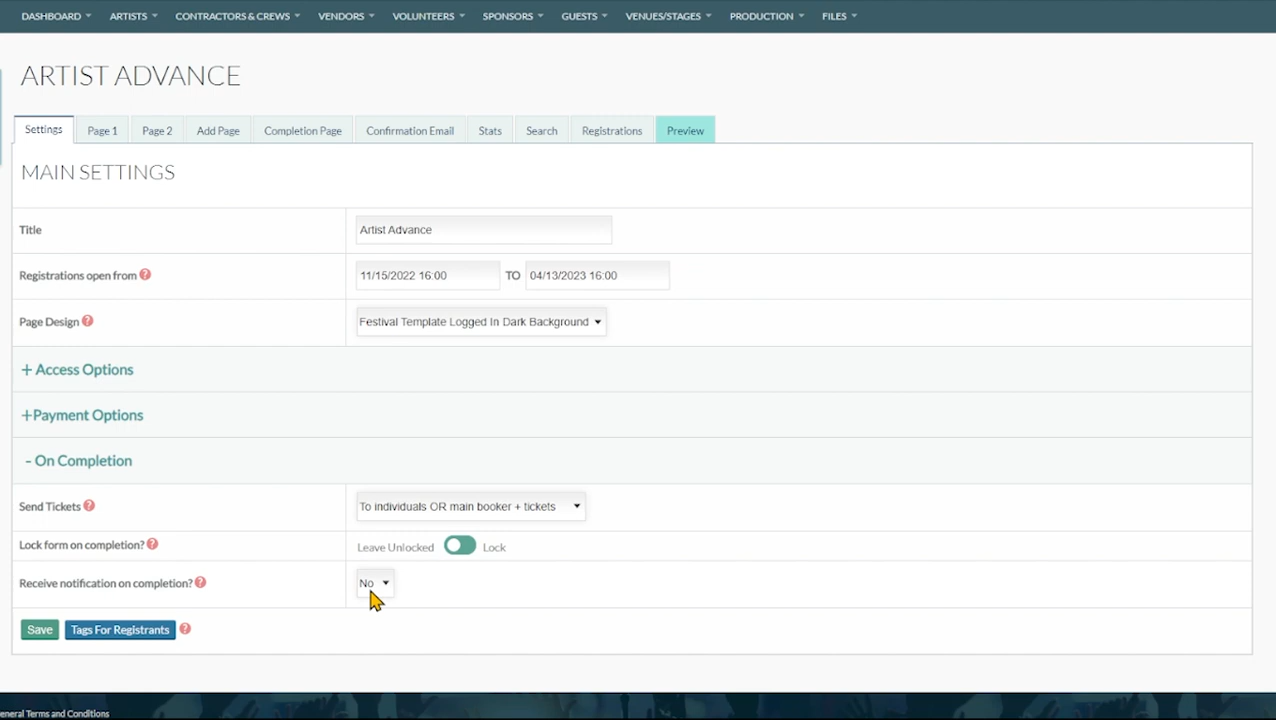 DASHBOARD ARTISTS CONTRACTORS & CREWS VENDORS VOLUNTEERS SPONSORS GUESTS VENUES/STAGES PRODUCTION FILES
ARTIST ADVANCE
Settings Page 1 Page 2 Add Page Completion Page Confirmation Email Stats Search Registrations Preview
MAIN SETTINGS
Title Artist Advance
Registrations open from ? 11/15/2022 16:00 TO 04/13/2023 16:00
Page Design ? Festival Template Logged In Dark Background
+ Access Options
+Payment Options
- On Completion
Send Tickets ? To individuals OR main booker + tickets
Lock form on completion? ? Leave Unlocked Lock
Receive notification on completion? ? No
Save Tags For Registrants ?
eneral Terms and Conditions